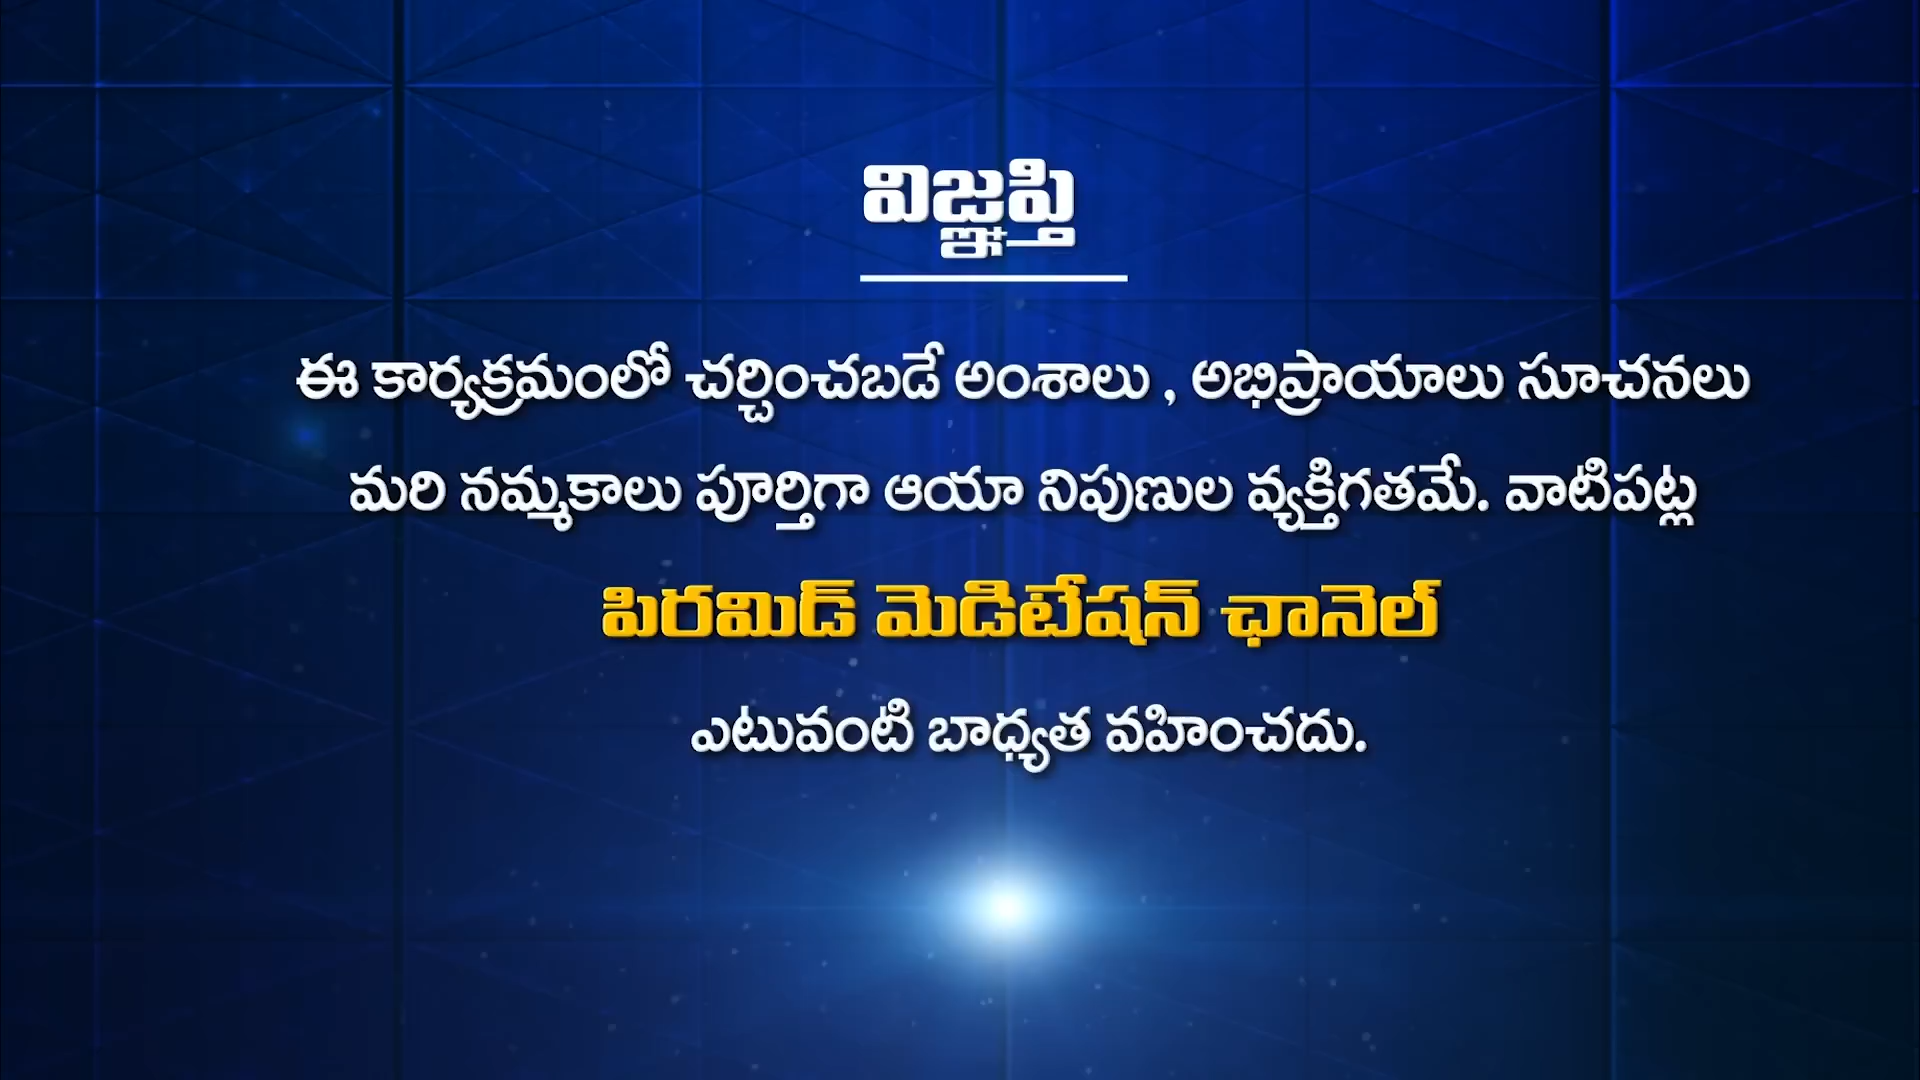 విజ్ఞప్తి
ఈ కార్యక్రమంలో చర్చించబడే అంశాలు , అభిప్రాయాలు సూచనలు
మరి నమ్మకాలు పూర్తిగా ఆయా నిపుణుల వ్యక్తిగతమే. వాటిపట్ల
పిరమిడ్ మెడిటేషన్ ఛానెల్
ఎటువంటి బాధ్యత వహించదు.